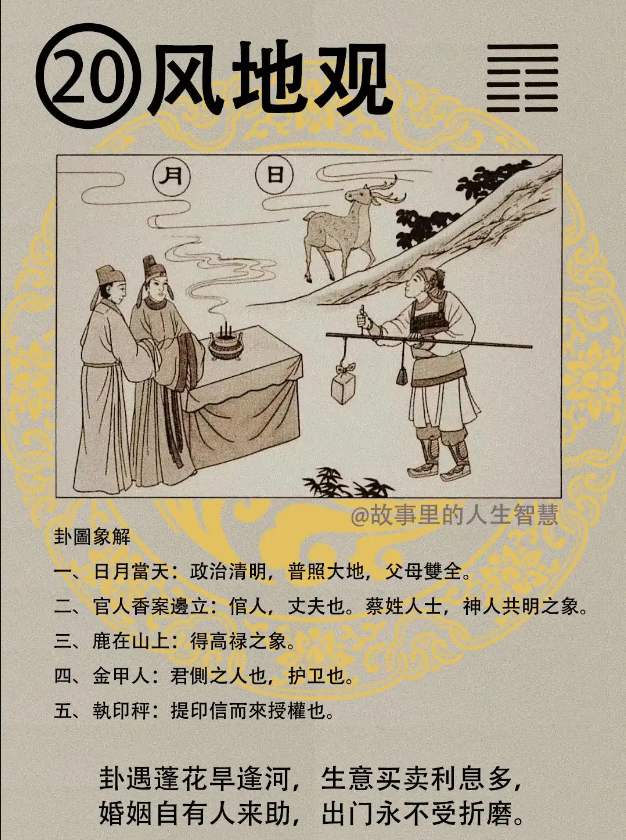 20 风地观
月 日
@故事里的人生智慧
卦圖象解
一、日月當天：政治清明，普照大地，父母雙全。
二、官人香案邊立：倌人，丈夫也。蔡姓人士，神人共明之象。
三、鹿在山上：得高禄之象。
四、金甲人：君側之人也，护卫也。
五、執印秤：提印信而來授權也。
卦遇蓬花旱逢河，生意买卖利息多，
婚姻自有人来助，出门永不受折磨。